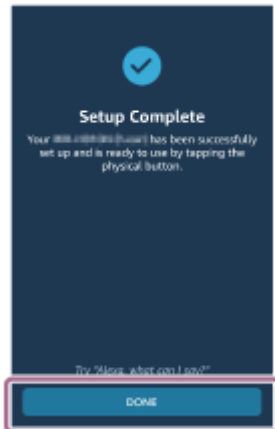 Setup Complete
Your has been successfully
set up and is ready to use by tapping the
physical button.
Try "Alexa, what can I say?"
DONE